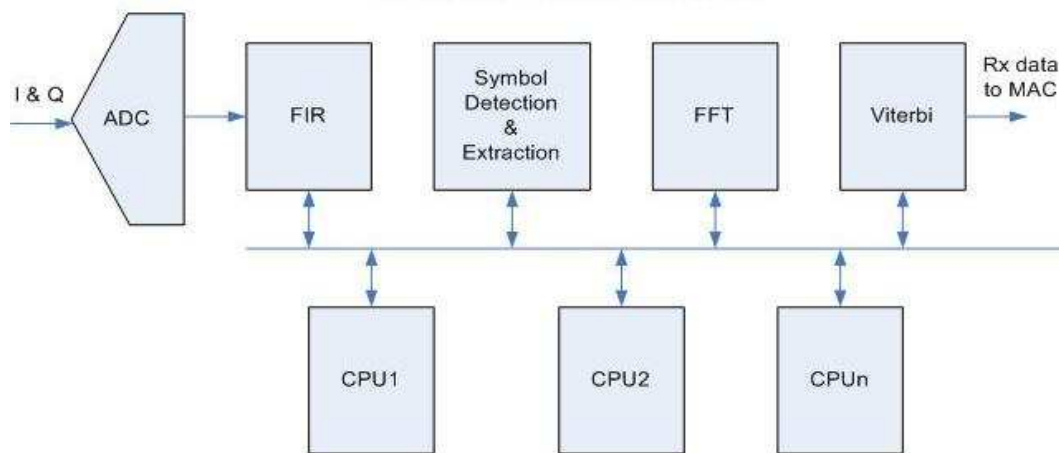 I & Q
ADC
FIR
Symbol
Detection
&
Extraction
FFT
Viterbi
Rx data
to MAC
CPU1
CPU2
CPUn